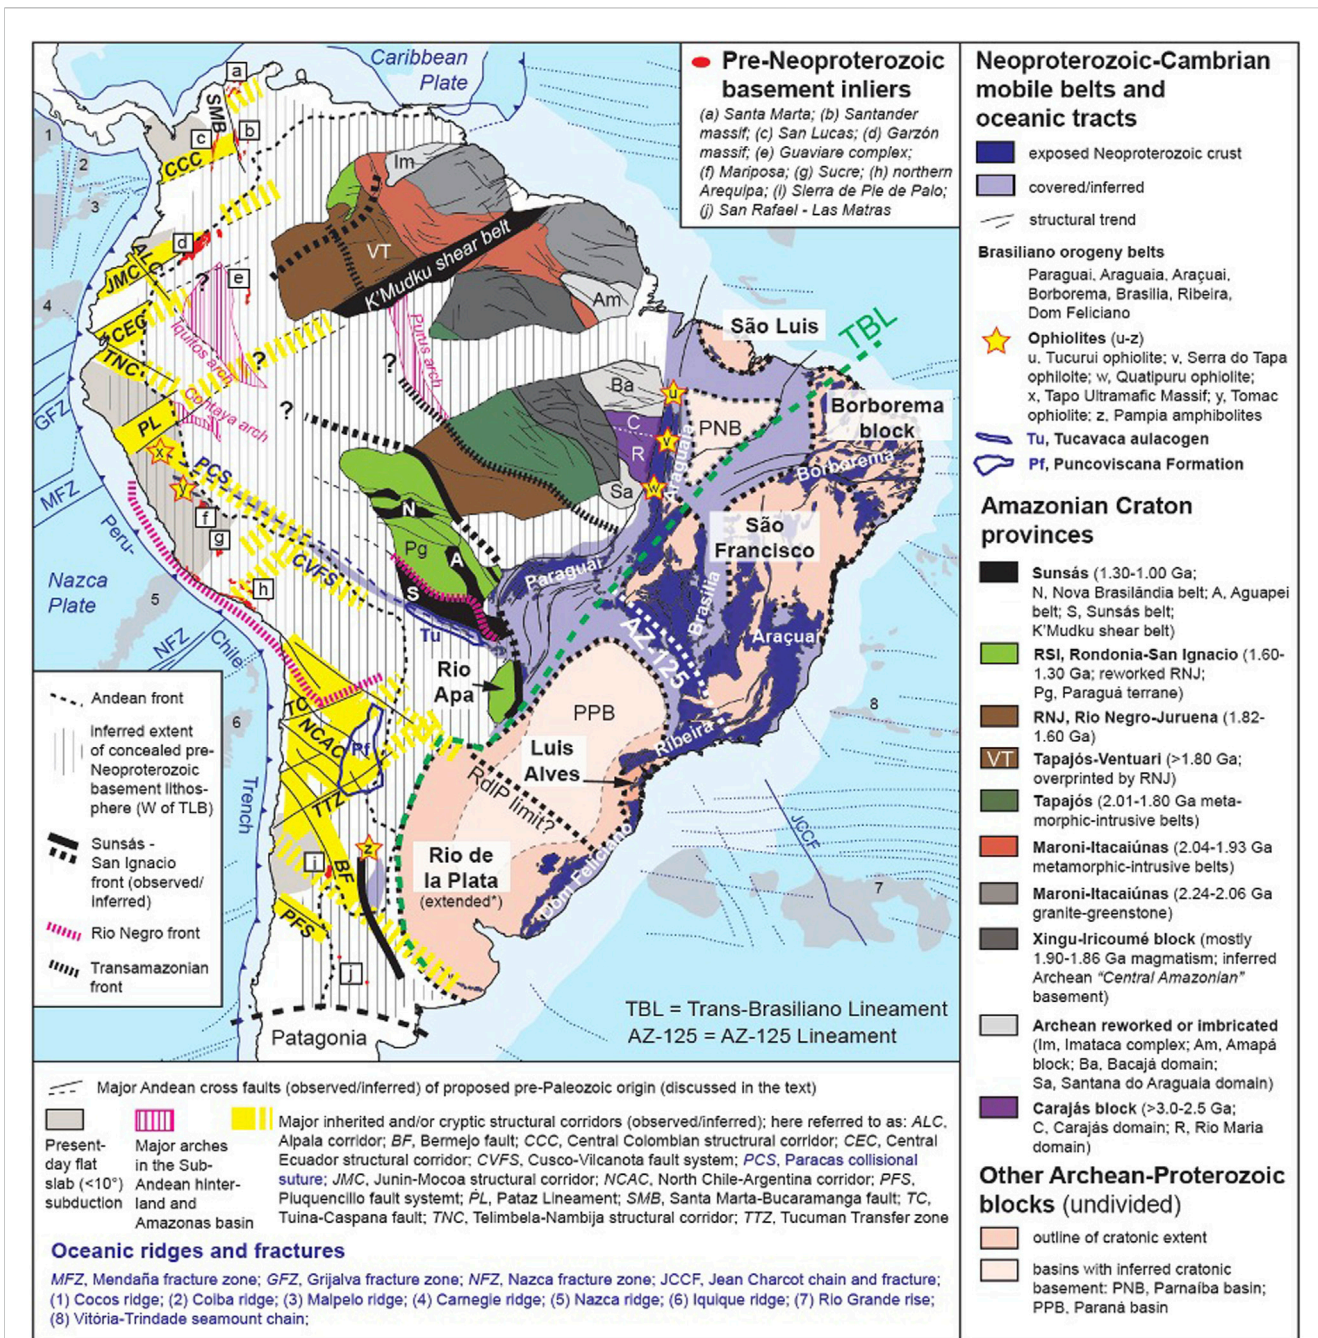 Caribbean
Plate
Pre-Neoproterozoic
basement inliers
(a) Santa Marta; (b) Santander
massif; (c) San Lucas; (d) Garzón
massif; (e) Guaviare complex;
(f) Mariposa; (g) Sucre; (h) northern
Arequipa; (i) Sierra de Pie de Palo;
(j) San Rafael - Las Matras
a
SMB
b
c
CCC
1
2
3
4
Im
VT
K'Mudku shear belt
Am
d
ALC
JMC
?
e
CEC
Iquitos arch
?
Purus arch
?
TNC
Contaya arch
?
GFZ
PL
x
PCS
y
MFZ
Peru-
f
g
CVFS
h
Nazca
Plate
5
NFZ
Chile
6
Trench
São Luis
TBL
Ba
u
PNB
Borborema
block
C
v
R
Araguaia
Sa
w
Borborema
São
Francisco
N
Pg
A
S
Paraguai
Brasilia
Tu
AZ-125
Araçuai
Rio
Apa
PPB
8
TC
NCAC
Pf
TTZ
Ribeira
Luis
Alves
RdlP limit?
JCCF
z
i
BF
Rio de
la Plata
(extended*)
Dom Feliciano
7
PFS
j
TBL = Trans-Brasiliano Lineament
AZ-125 = AZ-125 Lineament
Patagonia
Andean front
Inferred extent
of concealed pre-
Neoproterozoic
basement lithos-
phere (W of TLB)
Sunsás -
San Ignacio
front (observed/
inferred)
Rio Negro front
Transamazonian
front
Major Andean cross faults (observed/inferred) of proposed pre-Paleozoic origin (discussed in the text)
Present-
day flat
slab (<10°)
subduction
Major arches
in the Sub-
Andean hinter-
land and
Amazonas basin
Major inherited and/or cryptic structural corridors (observed/inferred); here referred to as: ALC,
Alpala corridor; BF, Bermejo fault; CCC, Central Colombian structrural corridor; CEC, Central
Ecuador structural corridor; CVFS, Cusco-Vilcanota fault system; PCS, Paracas collisional
suture; JMC, Junin-Mocoa structural corridor; NCAC, North Chile-Argentina corridor; PFS,
Piuquencillo fault systemt; PL, Pataz Lineament; SMB, Santa Marta-Bucaramanga fault; TC,
Tuina-Caspana fault; TNC, Telimbela-Nambija structural corridor; TTZ, Tucuman Transfer zone
Oceanic ridges and fractures
MFZ, Mendaña fracture zone; GFZ, Grijalva fracture zone; NFZ, Nazca fracture zone; JCCF, Jean Charcot chain and fracture;
(1) Cocos ridge; (2) Coiba ridge; (3) Malpelo ridge; (4) Carnegie ridge; (5) Nazca ridge; (6) Iquique ridge; (7) Rio Grande rise;
(8) Vitória-Trindade seamount chain;
Neoproterozoic-Cambrian
mobile belts and
oceanic tracts
exposed Neoproterozoic crust
covered/inferred
structural trend
Brasiliano orogeny belts
Paraguai, Araguaia, Araçuai,
Borborema, Brasilia, Ribeira,
Dom Feliciano
Ophiolites (u-z)
u, Tucurui ophiolite; v, Serra do Tapa
ophiloite; w, Quatipuru ophiolite;
x, Tapo Ultramafic Massif; y, Tomac
ophiolite; z, Pampia amphibolites
Tu, Tucavaca aulacogen
Pf, Puncoviscana Formation
Amazonian Craton
provinces
Sunsás (1.30-1.00 Ga;
N, Nova Brasilândia belt; A, Aguapei
belt; S, Sunsás belt;
K'Mudku shear belt)
RSI, Rondonia-San Ignacio (1.60-
1.30 Ga; reworked RNJ;
Pg, Paraguá terrane)
RNJ, Rio Negro-Juruena (1.82-
1.60 Ga)
VT
Tapajós-Ventuari (>1.80 Ga;
overprinted by RNJ)
Tapajós (2.01-1.80 Ga meta-
morphic-intrusive belts)
Maroni-Itacaiúnas (2.04-1.93 Ga
metamorphic-intrusive belts)
Maroni-Itacaiúnas (2.24-2.06 Ga
granite-greenstone)
Xingu-Iricoumé block (mostly
1.90-1.86 Ga magmatism; inferred
Archean "Central Amazonian"
basement)
Archean reworked or imbricated
(Im, Imataca complex; Am, Amapá
block; Ba, Bacajá domain;
Sa, Santana do Araguaia domain)
Carajás block (>3.0-2.5 Ga;
C, Carajás domain; R, Rio Maria
domain)
Other Archean-Proterozoic
blocks (undivided)
outline of cratonic extent
basins with inferred cratonic
basement: PNB, Parnaíba basin;
PPB, Paraná basin